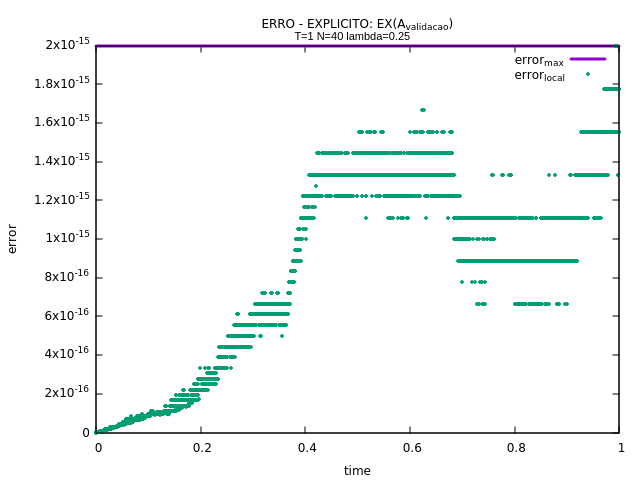 ERRO - EXPLICITO: EX(A_validacao)
T=1 N=40 lambda=0.25
error_max
error_local
2x10^-15
1.8x10^-15
1.6x10^-15
1.4x10^-15
1.2x10^-15
1x10^-15
8x10^-16
6x10^-16
4x10^-16
2x10^-16
0
error
0 0.2 0.4 0.6 0.8 1
time